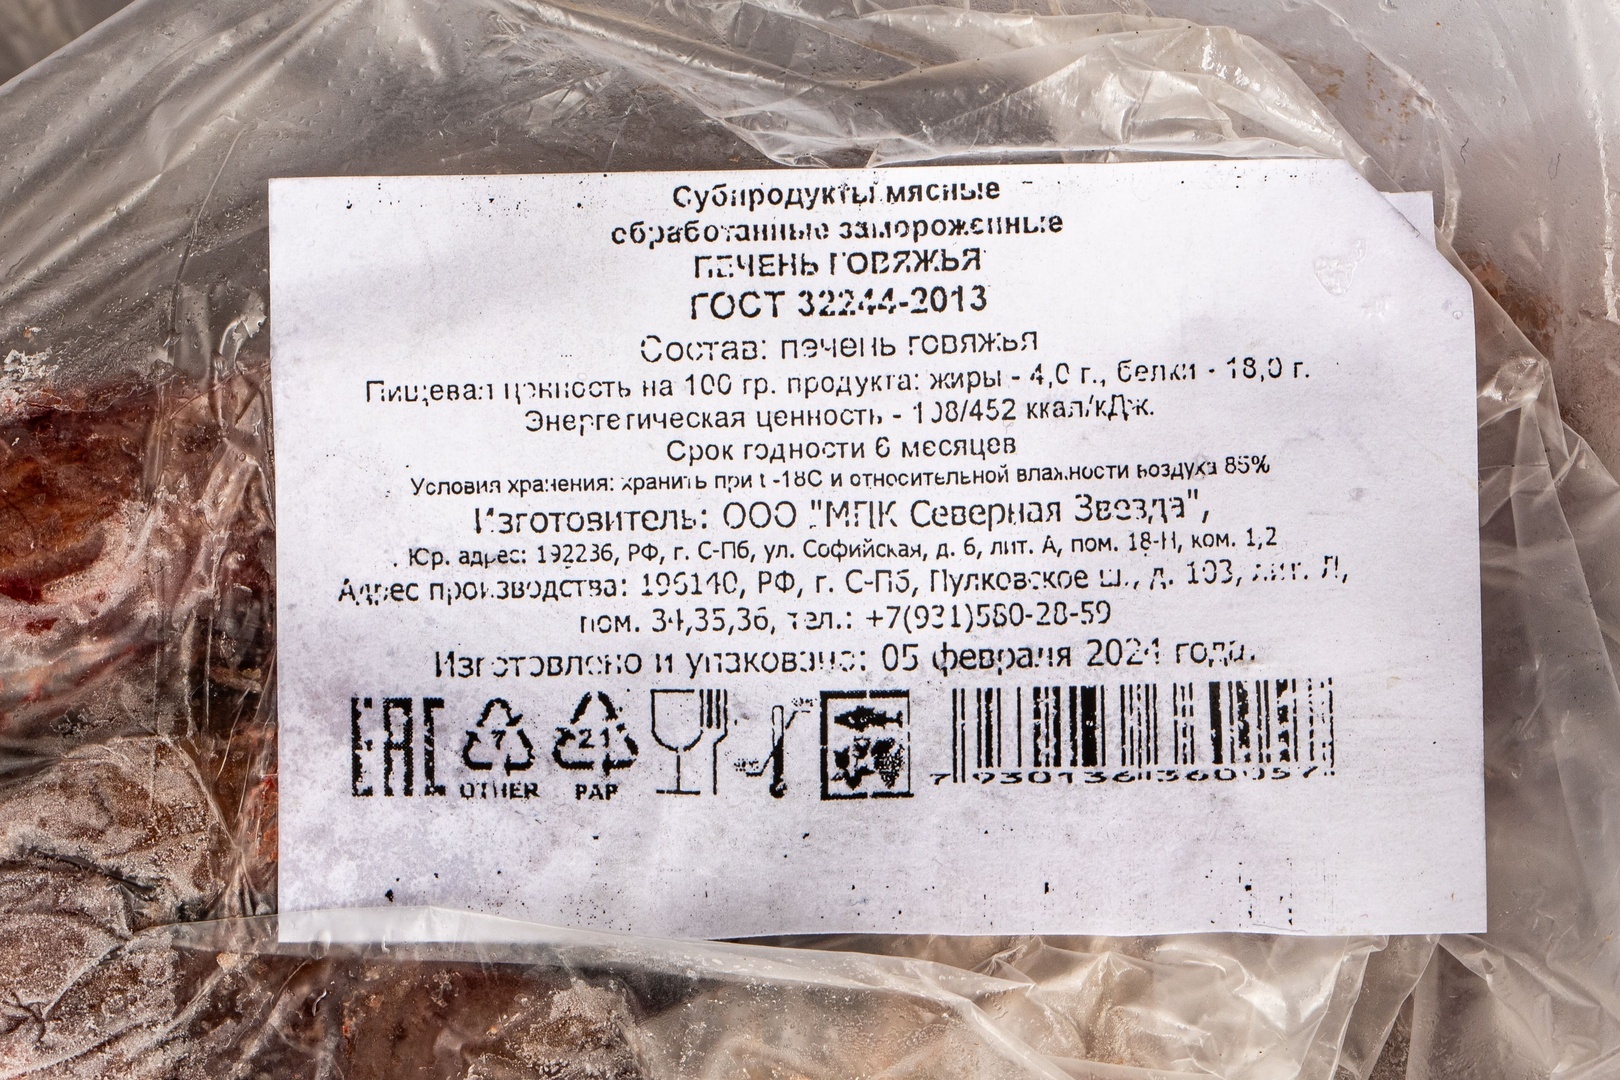 Субпродукты мясные
обработанные замороженные
ПЕЧЕНЬ ГОВЯЖЬЯ
ГОСТ 32244-2013
Состав: печень говяжья
Пищевая ценность на 100 гр. продукта: жиры - 4,0 г., белки - 18,0 г.
Энергетическая ценность - 108/452 ккал/кДж.
Срок годности 6 месяцев
Условия хранения: хранить при t -18С и относительной влажности воздуха 85%
Изготовитель: ООО "МПК Северная Звезда",
Юр. адрес: 192236, РФ, г. С-Пб, ул. Софийская, д. 6, лит. А, пом. 18-Н, ком. 1,2
Адрес производства: 196140, РФ, г. С-Пб, Пулковское ш., д. 103, лит. Л,
пом. 34,35,36, тел.:
Изготовлено и упаковано: 05 февраля 2024 года.
EAC 7 21
OTHER PAP
7 930136 360057